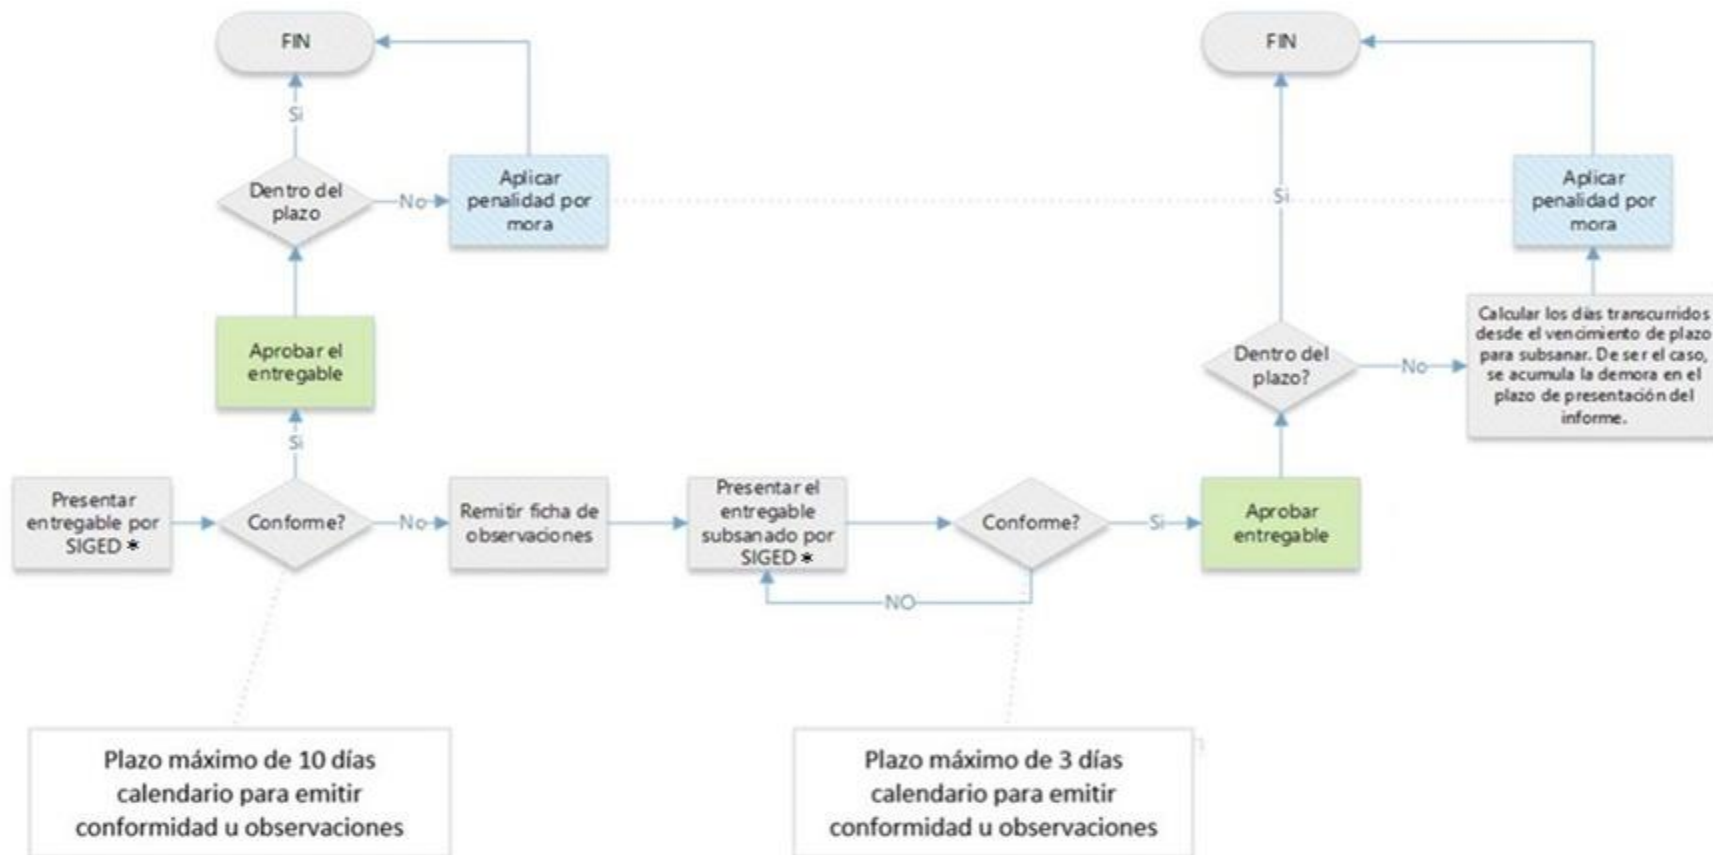 FIN
FIN
Si
Dentro del
plazo
No
Aplicar
penalidad por
mora
Si
Aplicar
penalidad por
mora
Aprobar el
entregable
Dentro del
plazo?
No
Calcular los días transcurridos
desde el vencimiento de plazo
para subsanar. De ser el caso,
se acumula la demora en el
plazo de presentación del
informe.
Si
Presentar
entregable por
SIGED *
Conforme?
No
Remitir ficha de
observaciones
Presentar el
entregable
subsanado por
SIGED *
Conforme?
Si
Aprobar
entregable
NO
Plazo máximo de 10 días
calendario para emitir
conformidad u observaciones
Plazo máximo de 3 días
calendario para emitir
conformidad u observaciones